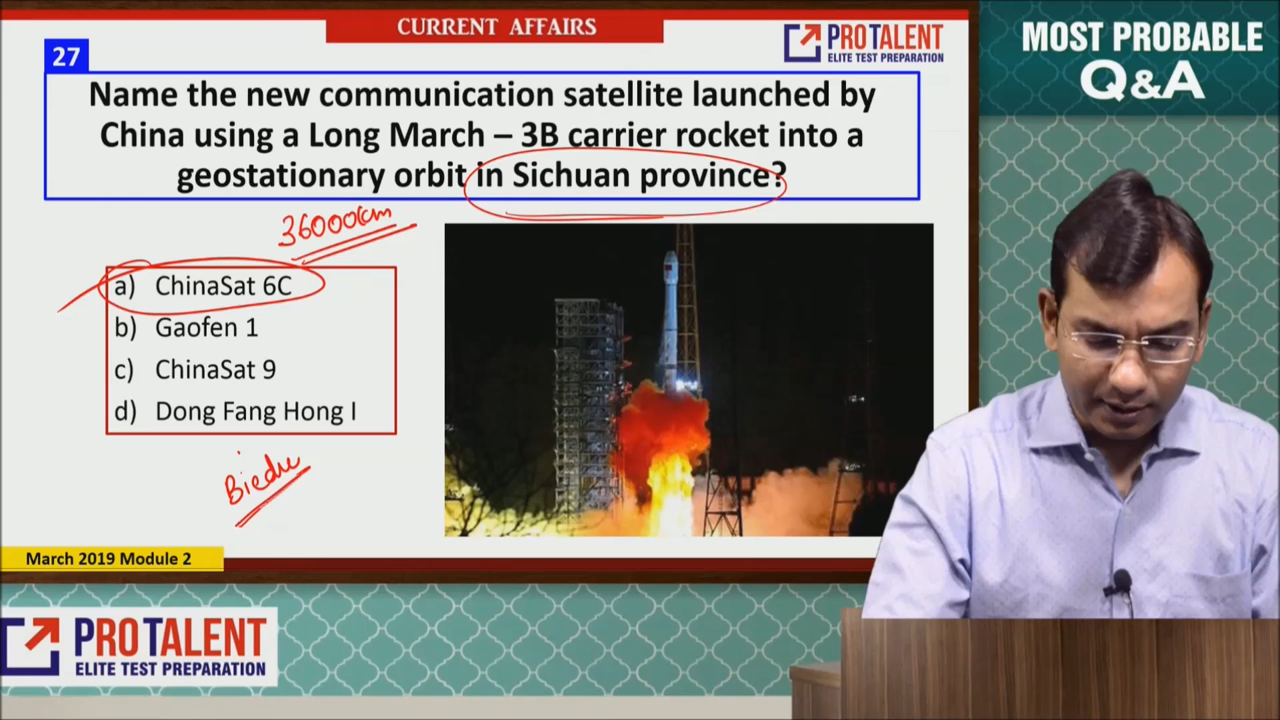 CURRENT AFFAIRS
PROTALENT
ELITE TEST PREPARATION
MOST PROBABLE
Q&A
27
Name the new communication satellite launched by
China using a Long March – 3B carrier rocket into a
geostationary orbit in Sichuan province?
36000km
a) ChinaSat 6C
b) Gaofen 1
c) ChinaSat 9
d) Dong Fang Hong I
March 2019 Module 2
PROTALENT
ELITE TEST PREPARATION